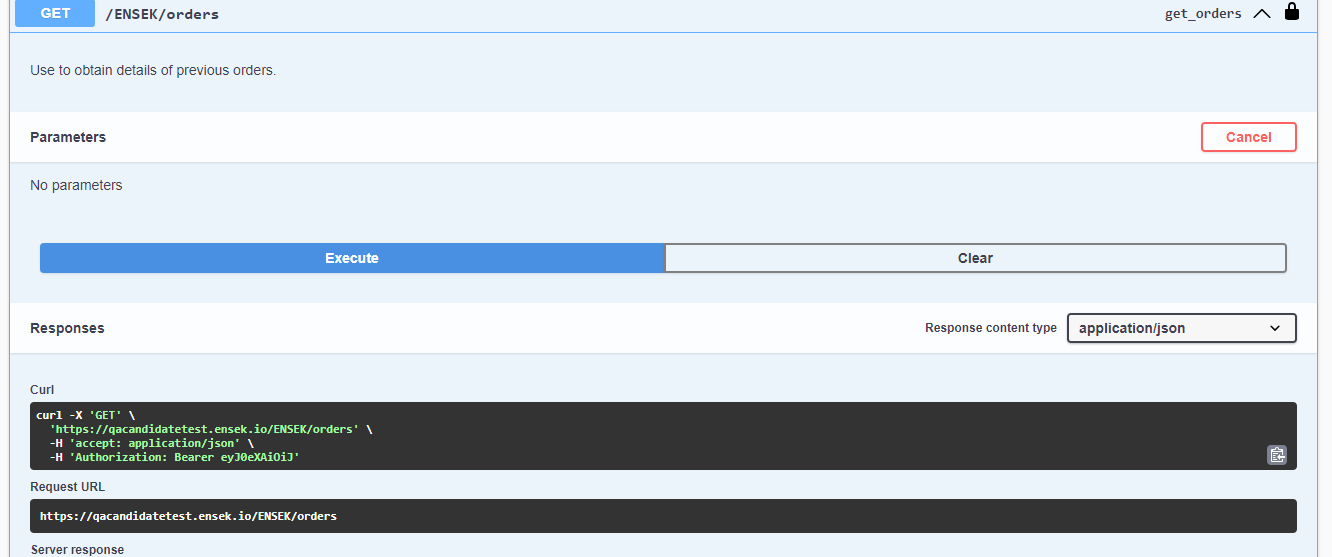 GET /ENSEK/orders get_orders
Use to obtain details of previous orders.
Parameters Cancel
No parameters
Execute Clear
Responses Response content type application/json
Curl
curl -X 'GET' \
'https://qacandidatetest.ensek.io/ENSEK/orders' \
-H 'accept: application/json' \
-H 'Authorization: Bearer eyJ0eXAiOiJ'
Request URL
https://qacandidatetest.ensek.io/ENSEK/orders
Server response